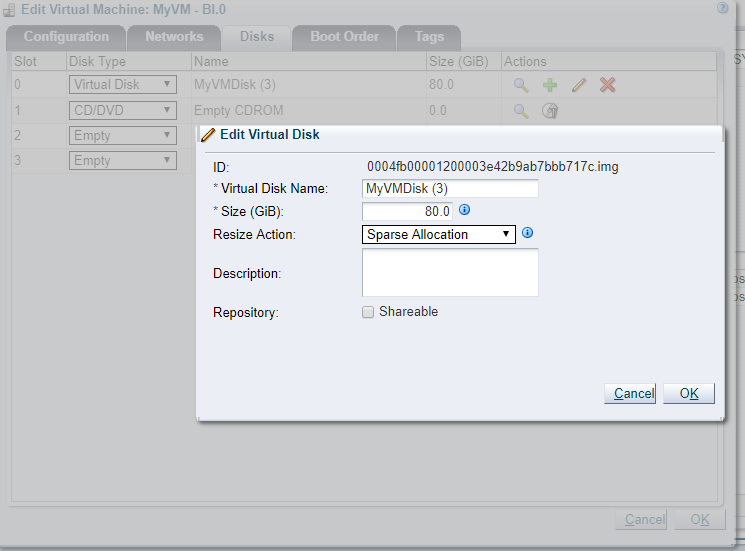 Edit Virtual Machine: MyVM - BI.0
Configuration Networks Disks Boot Order Tags
Slot Disk Type Name Size (GiB) Actions
0 Virtual Disk MyVMDisk (3) 80.0
1 CD/DVD Empty CDROM 0.0
2 Empty
3 Empty
Edit Virtual Disk
ID: 0004fb00001200003e42b9ab7bbb717c.img
* Virtual Disk Name: MyVMDisk (3)
* Size (GiB): 80.0
Resize Action: Sparse Allocation
Description:
Repository: Shareable
Cancel OK
Cancel OK